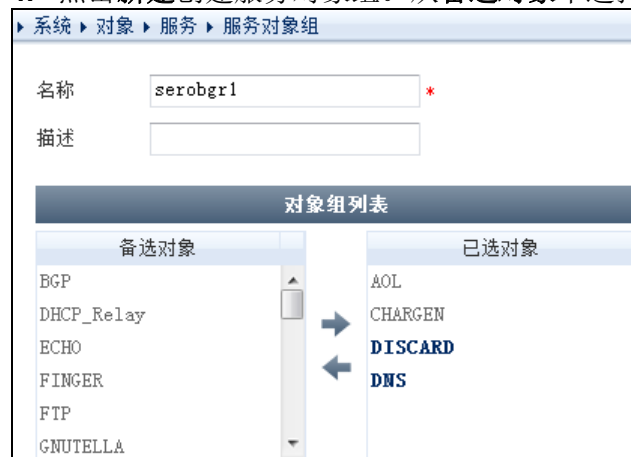 系统 ▸ 对象 ▸ 服务 ▸ 服务对象组
名称 serobgr1 *
描述
对象组列表
备选对象 已选对象
BGP AOL
DHCP_Relay CHARGEN
ECHO DISCARD
FINGER DNS
FTP
GNUTELLA